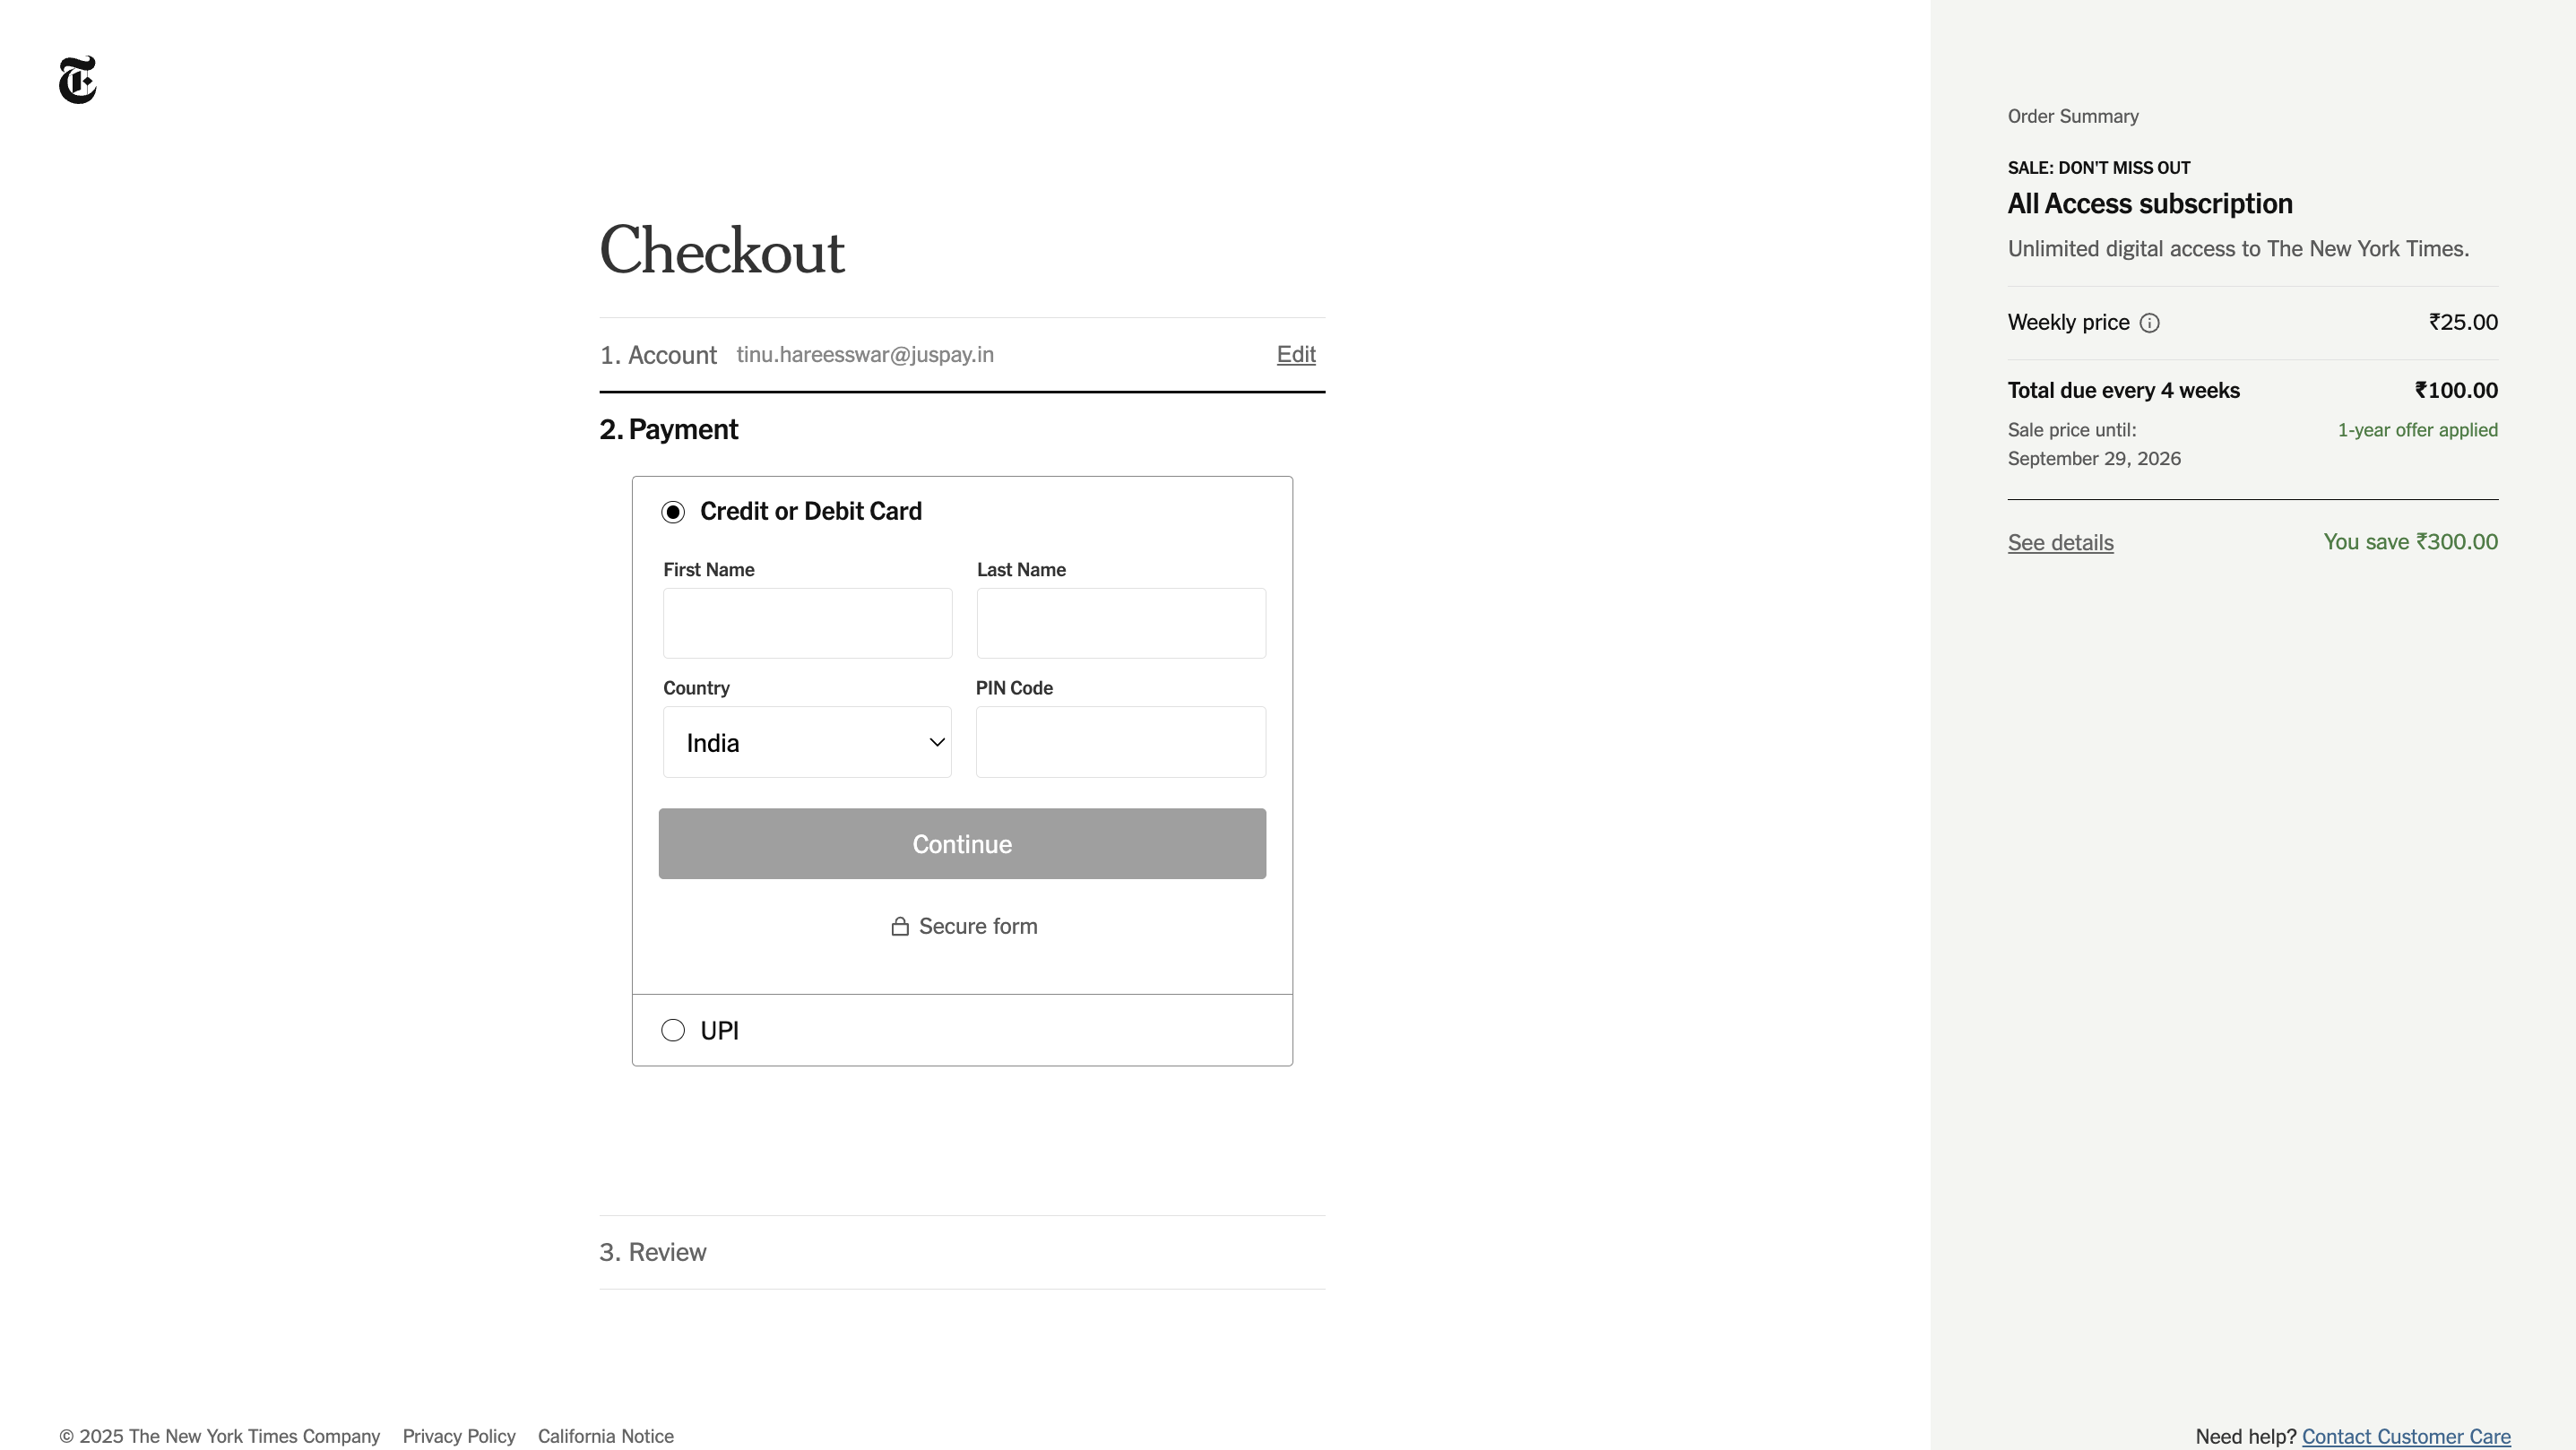 Checkout
1. Account tinu.hareesswar@juspay.in Edit
2. Payment
Credit or Debit Card
First Name Last Name
Country PIN Code
India
Continue
Secure form
UPI
3. Review
Order Summary
SALE: DON'T MISS OUT
All Access subscription
Unlimited digital access to The New York Times.
Weekly price ₹25.00
Total due every 4 weeks ₹100.00
Sale price until: 1-year offer applied
September 29, 2026
See details You save ₹300.00
© 2025 The New York Times Company Privacy Policy California Notice
Need help? Contact Customer Care